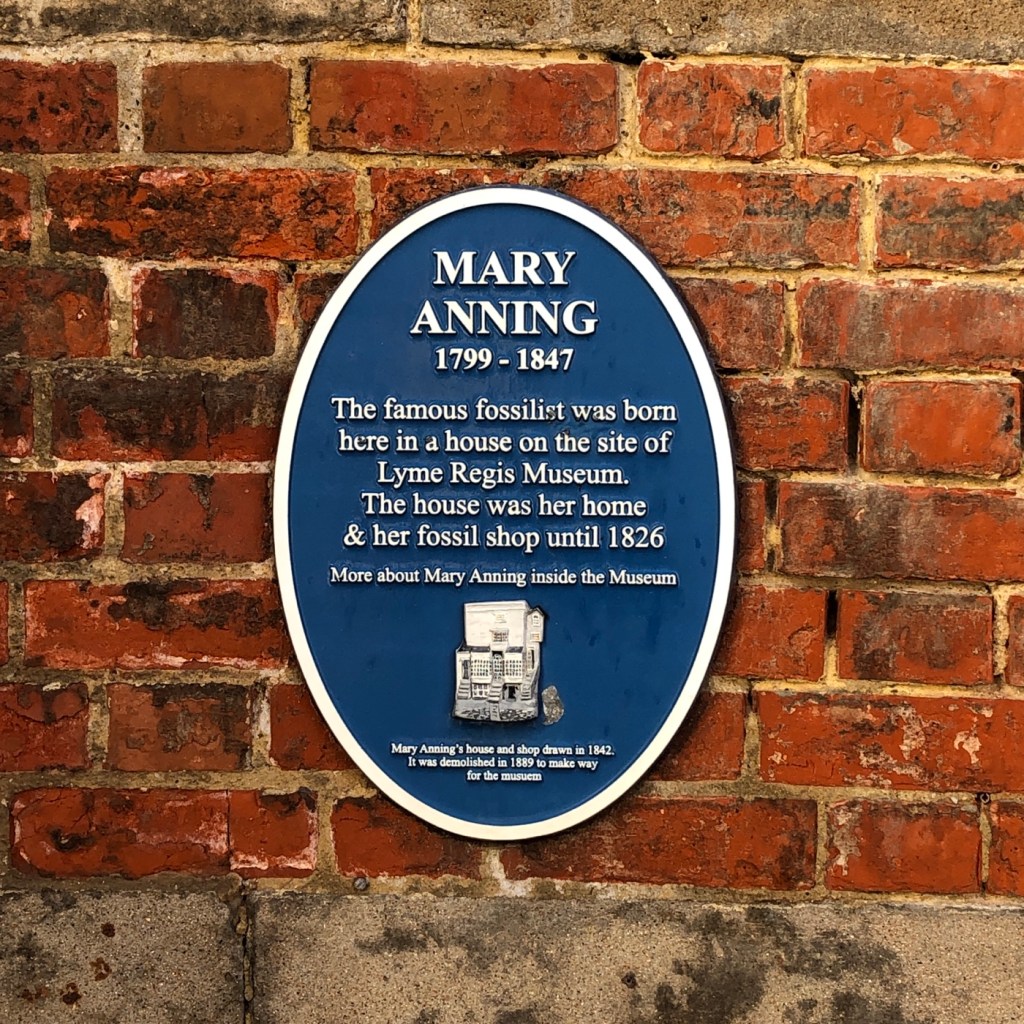 MARY
ANNING
1799 - 1847
The famous fossilist was born
here in a house on the site of
Lyme Regis Museum.
The house was her home
& her fossil shop until 1826
More about Mary Anning inside the Museum
Mary Anning's house and shop drawn in 1842.
It was demolished in 1889 to make way
for the musuem